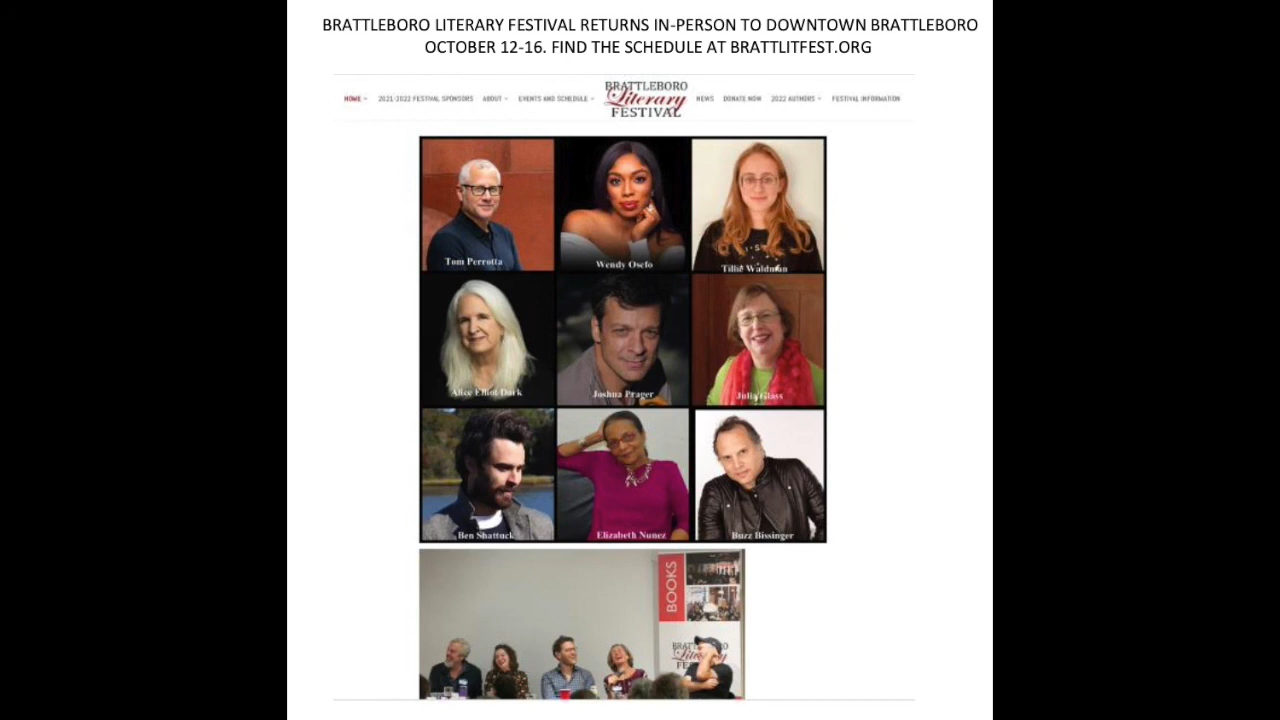 BRATTLEBORO LITERARY FESTIVAL RETURNS IN-PERSON TO DOWNTOWN BRATTLEBORO
OCTOBER 12-16. FIND THE SCHEDULE AT BRATTLITFEST.ORG
BRATTLEBORO
Literary
FESTIVAL
HOME 2021-2022 FESTIVAL SPONSORS ABOUT EVENTS AND SCHEDULE NEWS DONATE NOW 2022 AUTHORS FESTIVAL INFORMATION
Tom Perrotta Wendy Osefo Tillie Waldman
Alice Elliot Dark Joshua Prager Julia Glass
Ben Shattuck Elizabeth Nunez Buzz Bissinger
BOOKS